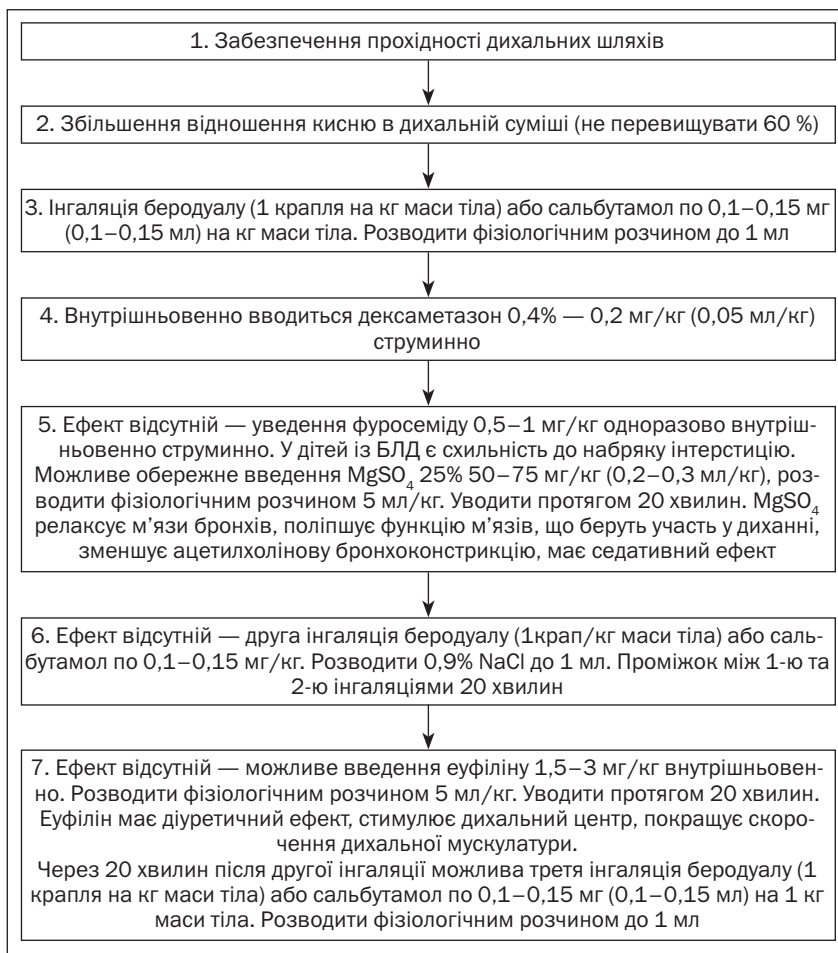 1. Забезпечення прохідності дихальних шляхів
2. Збільшення відношення кисню в дихальній суміші (не перевищувати 60 %)
3. Інгаляція беродуалу (1 крапля на кг маси тіла) або сальбутамол по 0,1–0,15 мг
(0,1–0,15 мл) на кг маси тіла. Розводити фізіологічним розчином до 1 мл
4. Внутрішньовенно вводиться дексаметазон 0,4% — 0,2 мг/кг (0,05 мл/кг)
струминно
5. Ефект відсутній — уведення фуросеміду 0,5–1 мг/кг одноразово внутріш-
ньовенно струминно. У дітей із БЛД є схильність до набряку інтерстицію.
Можливе обережне введення MgSO₄ 25% 50–75 мг/кг (0,2–0,3 мл/кг), роз-
водити фізіологічним розчином 5 мл/кг. Уводити протягом 20 хвилин. MgSO₄
релаксує м’язи бронхів, поліпшує функцію м’язів, що беруть участь у диханні,
зменшує ацетилхолінову бронхоконстрикцію, має седативний ефект
6. Ефект відсутній — друга інгаляція беродуалу (1крап/кг маси тіла) або саль-
бутамол по 0,1–0,15 мг/кг. Розводити 0,9% NaCl до 1 мл. Проміжок між 1-ю та
2-ю інгаляціями 20 хвилин
7. Ефект відсутній — можливе введення еуфіліну 1,5–3 мг/кг внутрішньовен-
но. Розводити фізіологічним розчином 5 мл/кг. Уводити протягом 20 хвилин.
Еуфілін має діуретичний ефект, стимулює дихальний центр, покращує скоро-
чення дихальної мускулатури.
Через 20 хвилин після другої інгаляції можлива третя інгаляція беродуалу (1
крапля на кг маси тіла) або сальбутамол по 0,1–0,15 мг (0,1–0,15 мл) на 1 кг
маси тіла. Розводити фізіологічним розчином до 1 мл